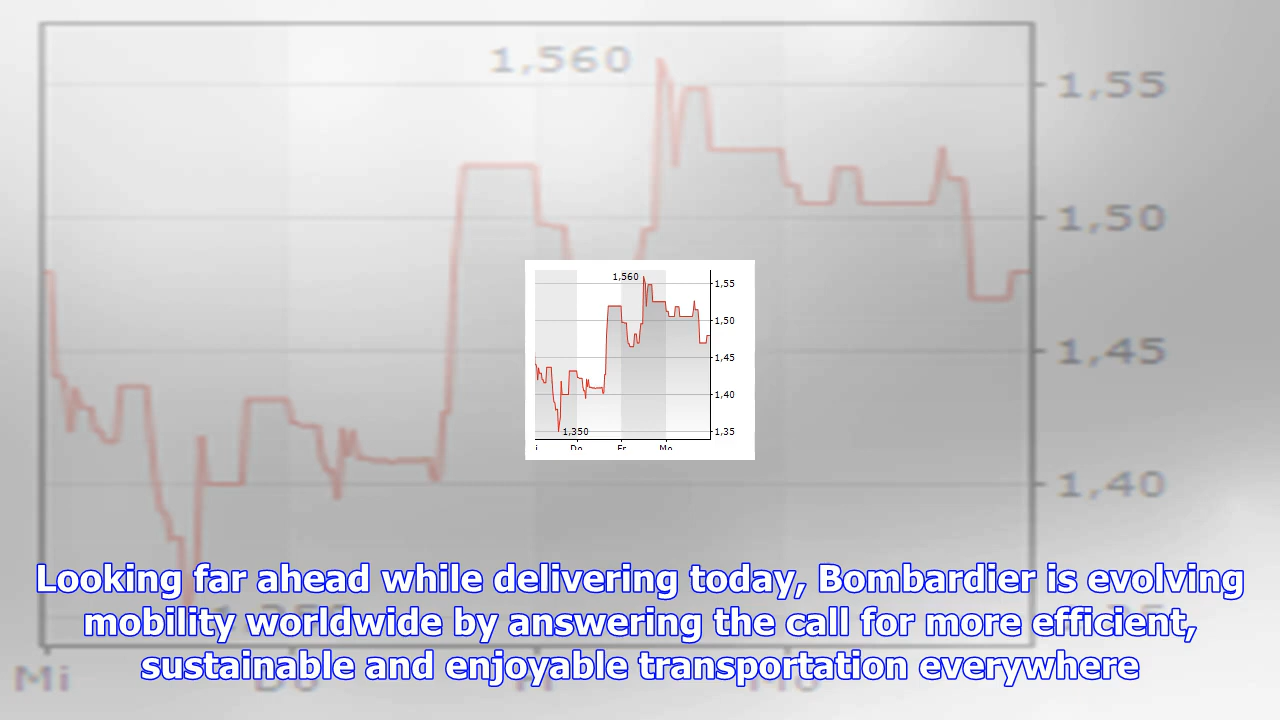 1,560
1,55
1,50
1,45
1,40
Mi
1,560
1,55
1,50
1,45
1,40
1,350
1,35
Do
Fr
Mo
Looking far ahead while delivering today, Bombardier is evolving
mobility worldwide by answering the call for more efficient,
sustainable and enjoyable transportation everywhere